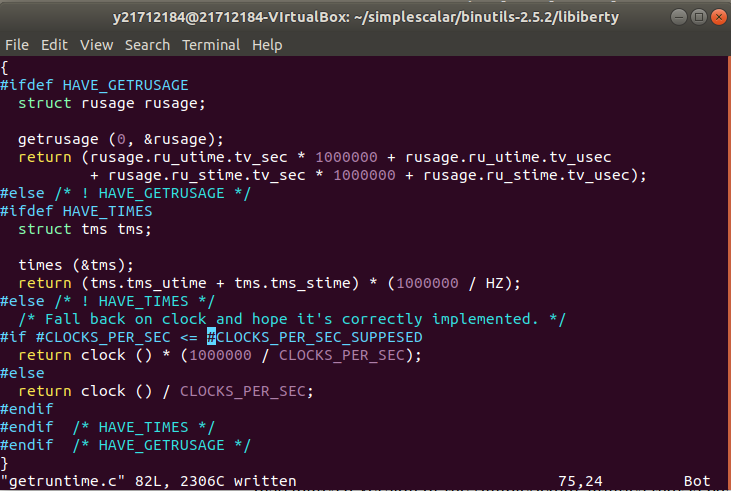 y21712184@21712184-VIrtualBox: ~/simplescalar/binutils-2.5.2/libiberty
File Edit View Search Terminal Help
{
#ifdef HAVE_GETRUSAGE
  struct rusage rusage;

  getrusage (0, &rusage);
  return (rusage.ru_utime.tv_sec * 1000000 + rusage.ru_utime.tv_usec
          + rusage.ru_stime.tv_sec * 1000000 + rusage.ru_stime.tv_usec);
#else /* ! HAVE_GETRUSAGE */
#ifdef HAVE_TIMES
  struct tms tms;

  times (&tms);
  return (tms.tms_utime + tms.tms_stime) * (1000000 / HZ);
#else /* ! HAVE_TIMES */
  /* Fall back on clock and hope it's correctly implemented. */
#if #CLOCKS_PER_SEC <= #CLOCKS_PER_SEC_SUPPESED
  return clock () * (1000000 / CLOCKS_PER_SEC);
#else
  return clock () / CLOCKS_PER_SEC;
#endif
#endif  /* HAVE_TIMES */
#endif  /* HAVE_GETRUSAGE */
}
"getruntime.c" 82L, 2306C written 75,24 Bot